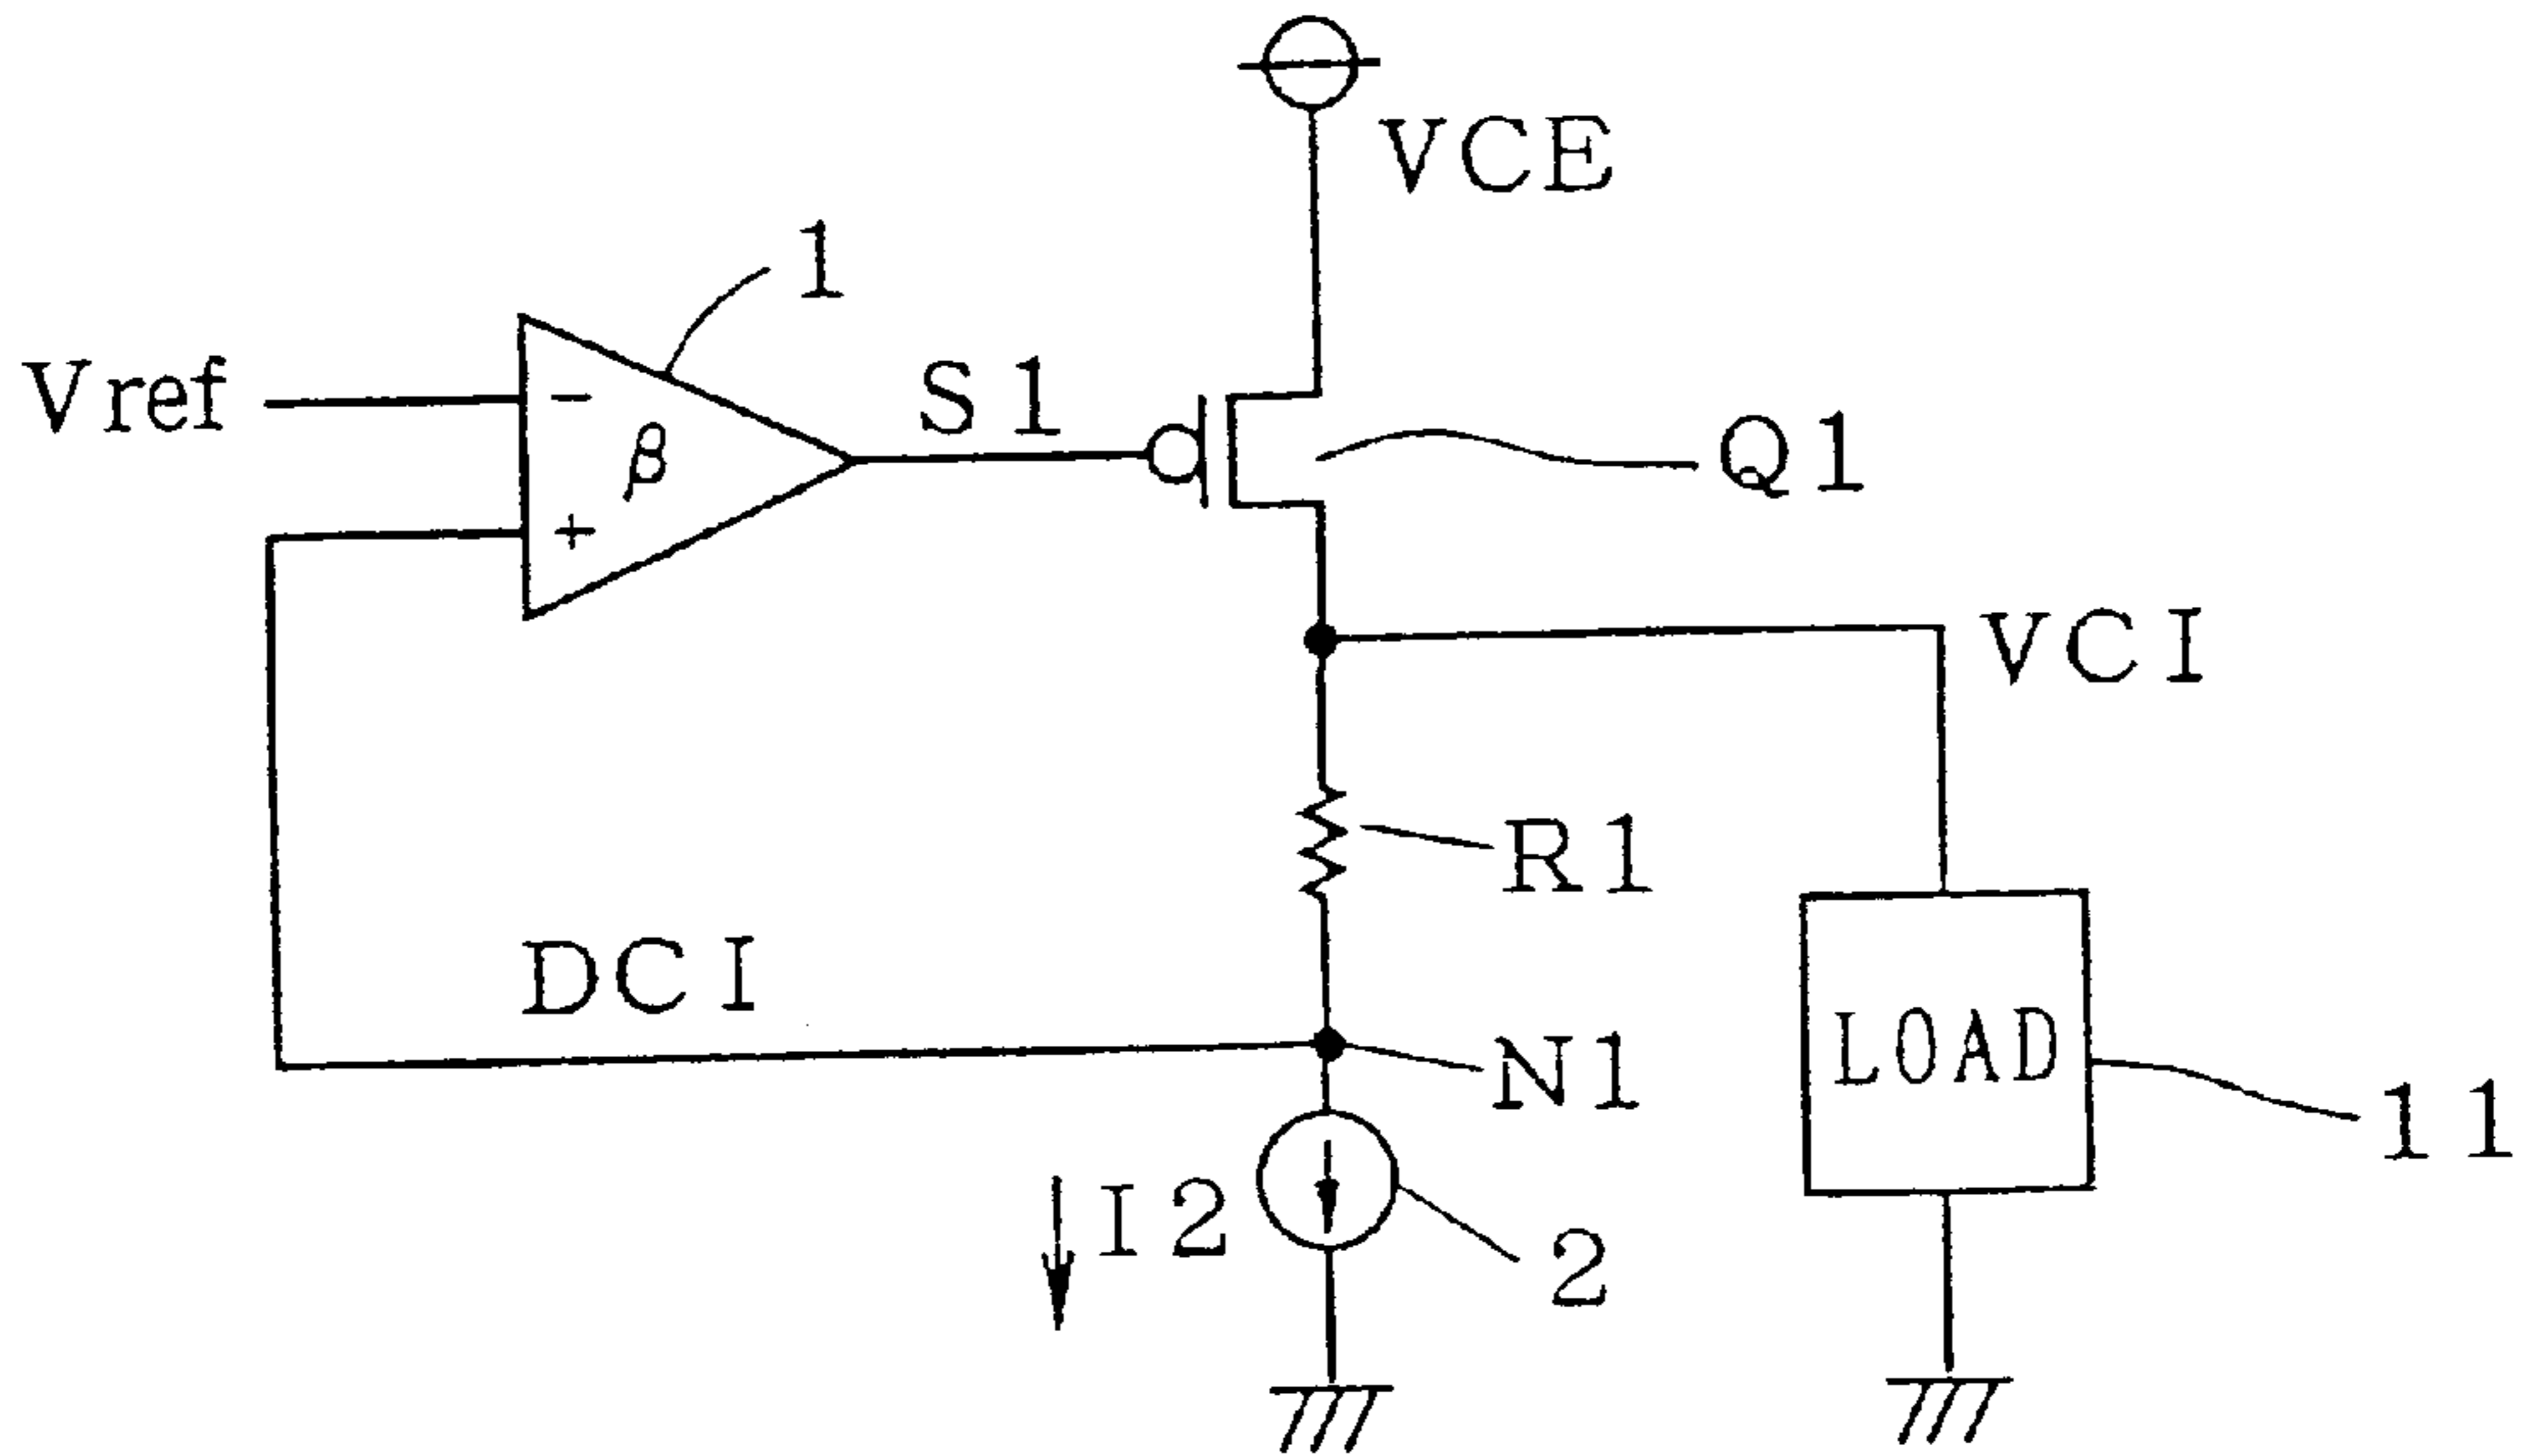 VCE
1
Vref
−
β
+
S1
Q1
VCI
R1
DCI
N1
LOAD
11
I2
2